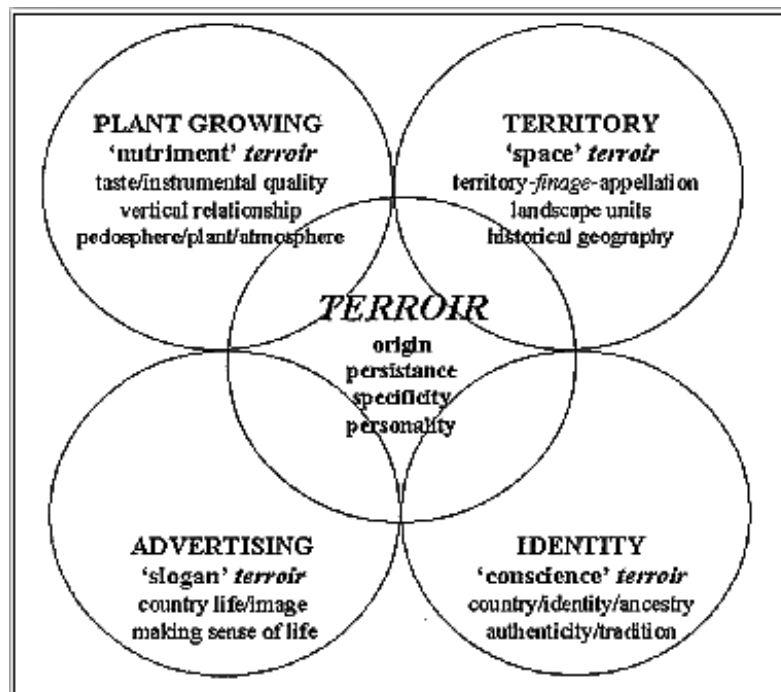 PLANT GROWING
'nutriment' terroir
taste/instrumental quality
vertical relationship
pedosphere/plant/atmosphere
TERRITORY
'space' terroir
territory-finage-appellation
landscape units
historical geography
TERROIR
origin
persistance
specificity
personality
ADVERTISING
'slogan' terroir
country life/image
making sense of life
IDENTITY
'conscience' terroir
country/identity/ancestry
authenticity/tradition